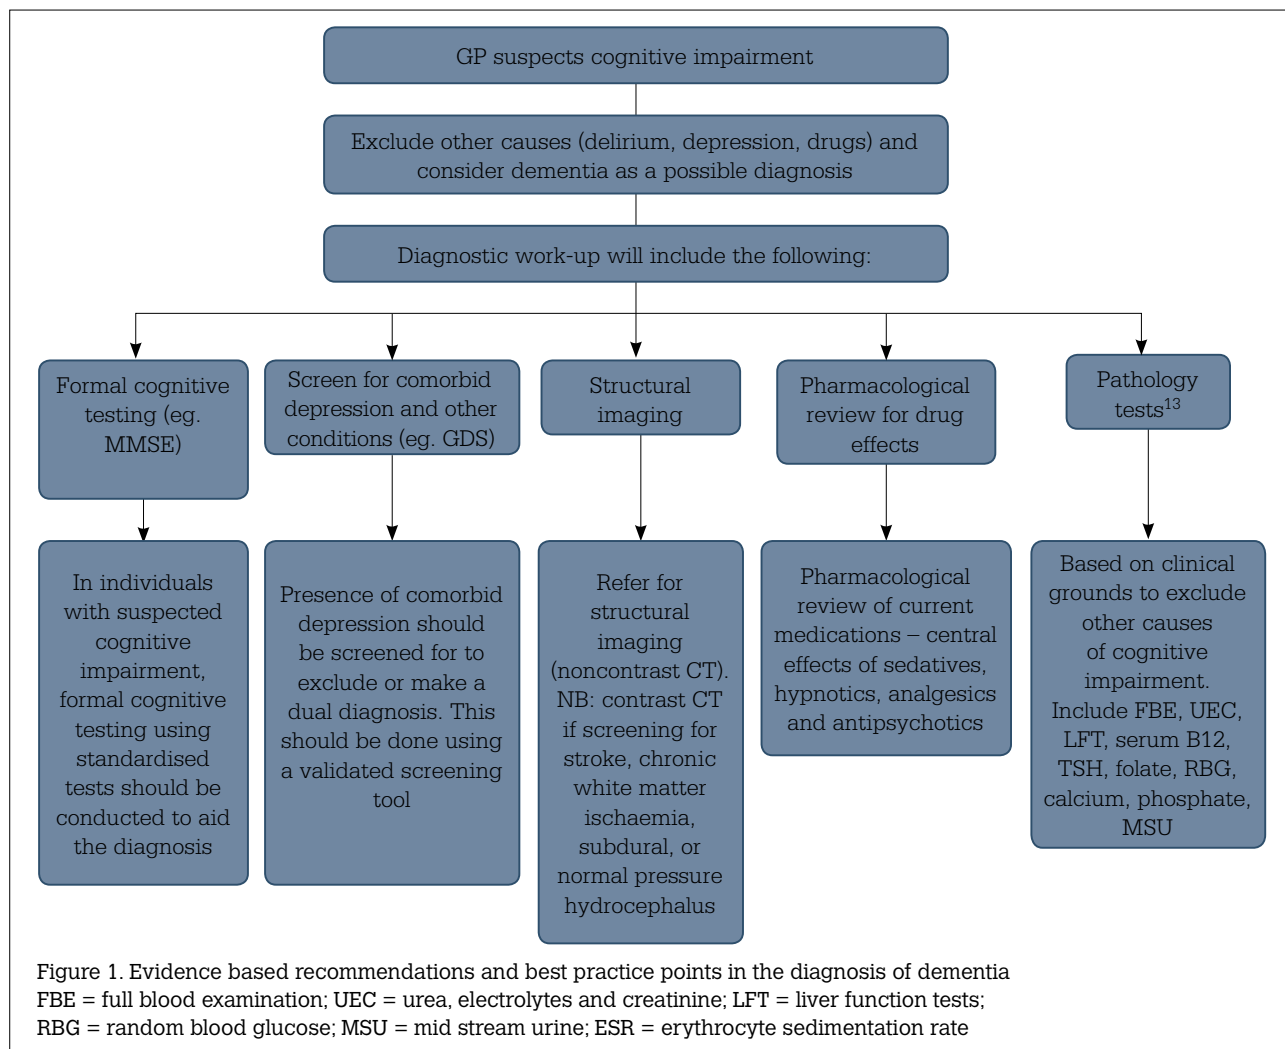 GP suspects cognitive impairment
Exclude other causes (delirium, depression, drugs) and
consider dementia as a possible diagnosis
Diagnostic work-up will include the following:
Formal cognitive
testing (eg.
MMSE)
Screen for comorbid
depression and other
conditions (eg. GDS)
Structural
imaging
Pharmacological
review for drug
effects
Pathology
tests¹³
In individuals
with suspected
cognitive
impairment,
formal cognitive
testing using
standardised
tests should be
conducted to aid
the diagnosis
Presence of comorbid
depression should
be screened for to
exclude or make a
dual diagnosis. This
should be done using
a validated screening
tool
Refer for
structural
imaging
(noncontrast CT).
NB: contrast CT
if screening for
stroke, chronic
white matter
ischaemia,
subdural, or
normal pressure
hydrocephalus
Pharmacological
review of current
medications – central
effects of sedatives,
hypnotics, analgesics
and antipsychotics
Based on clinical
grounds to exclude
other causes
of cognitive
impairment.
Include FBE, UEC,
LFT, serum B12,
TSH, folate, RBG,
calcium, phosphate,
MSU
Figure 1. Evidence based recommendations and best practice points in the diagnosis of dementia
FBE = full blood examination; UEC = urea, electrolytes and creatinine; LFT = liver function tests;
RBG = random blood glucose; MSU = mid stream urine; ESR = erythrocyte sedimentation rate